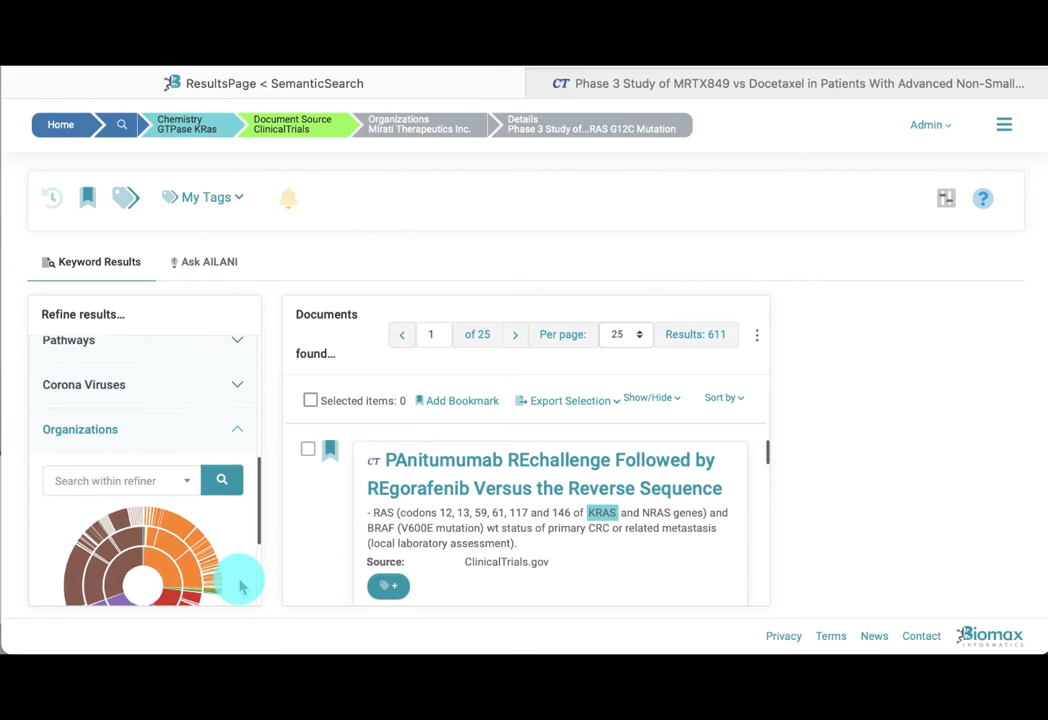 ResultsPage < SemanticSearch
CT Phase 3 Study of MRTX849 vs Docetaxel in Patients With Advanced Non-Small...
Home
Chemistry
GTPase KRas
Document Source
ClinicalTrials
Organizations
Mirati Therapeutics Inc.
Details
Phase 3 Study of...RAS G12C Mutation
Admin
My Tags
?
Keyword Results
Ask AILANI
Refine results...
Pathways
Corona Viruses
Organizations
Search within refiner
Documents
found...
1
of 25
Per page:
25
Results: 611
Selected items: 0
Add Bookmark
Export Selection
Show/Hide
Sort by
CT PAnitumumab REchallenge Followed by
REgorafenib Versus the Reverse Sequence
- RAS (codons 12, 13, 59, 61, 117 and 146 of KRAS and NRAS genes) and
BRAF (V600E mutation) wt status of primary CRC or related metastasis
(local laboratory assessment).
Source: ClinicalTrials.gov
+
Privacy
Terms
News
Contact
Biomax
INFORMATICS